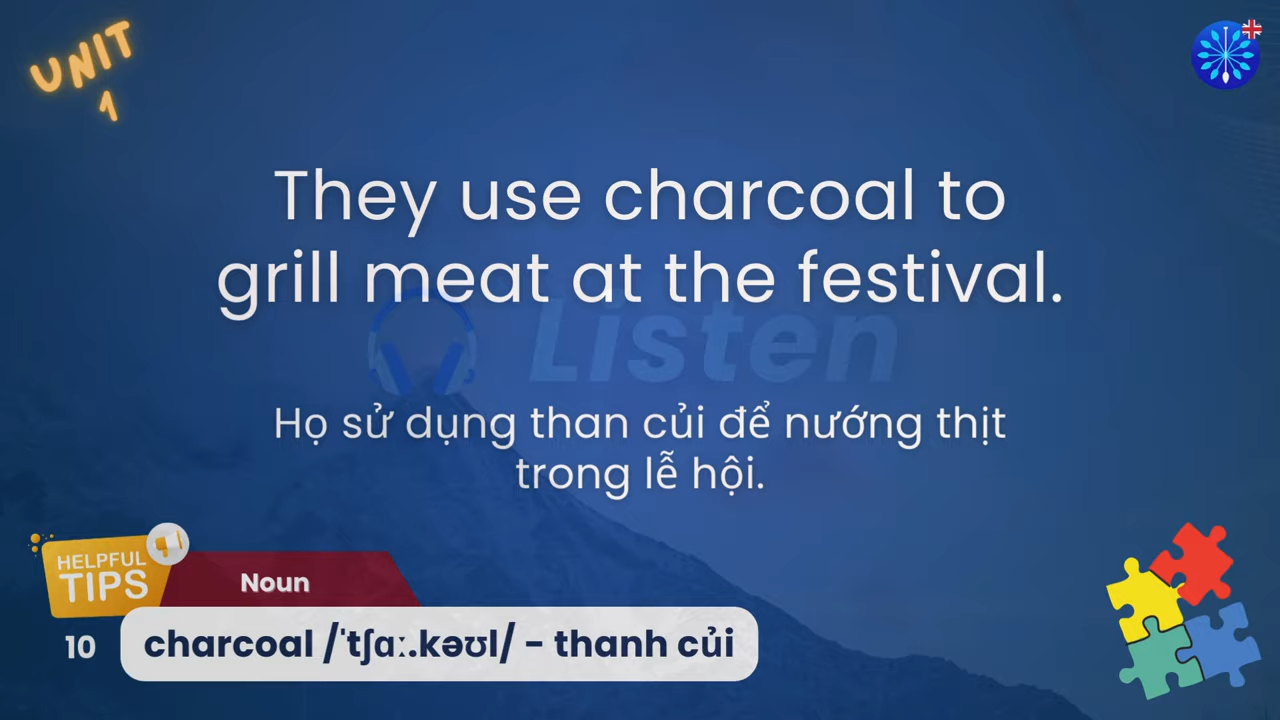 UNIT
1
They use charcoal to
grill meat at the festival.
Listen
Họ sử dụng than củi để nướng thịt
trong lễ hội.
HELPFUL
TIPS
Noun
10
charcoal /ˈtʃɑː.kəʊl/ - thanh củi